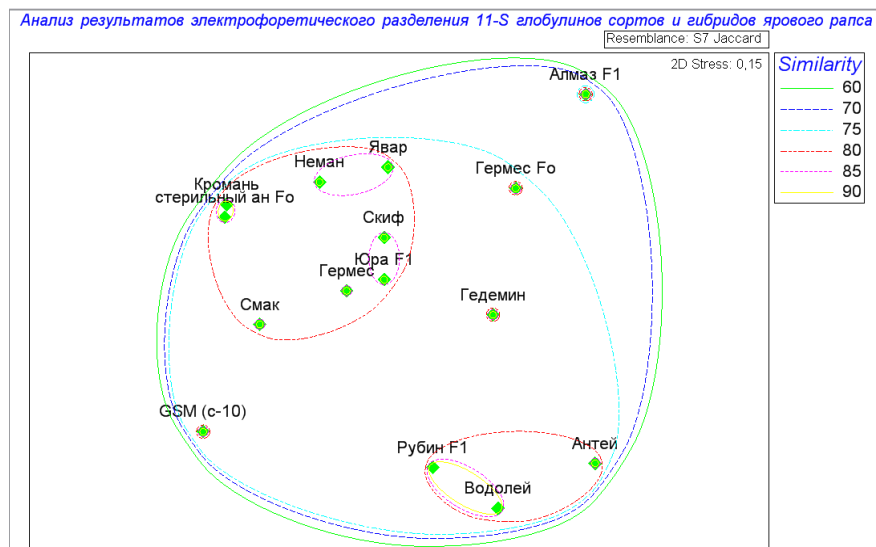 Анализ результатов электрофоретического разделения 11-S глобулинов сортов и гибридов ярового рапса
Resemblance: S7 Jaccard
2D Stress: 0,15
Similarity
60
70
75
80
85
90
Алмаз F1
Явар
Неман
Гермес Fo
Кромань
стерильный ан Fo
Скиф
Юра F1
Гермес
Смак
Гедемин
GSM (c-10)
Рубин F1
Антей
Водолей